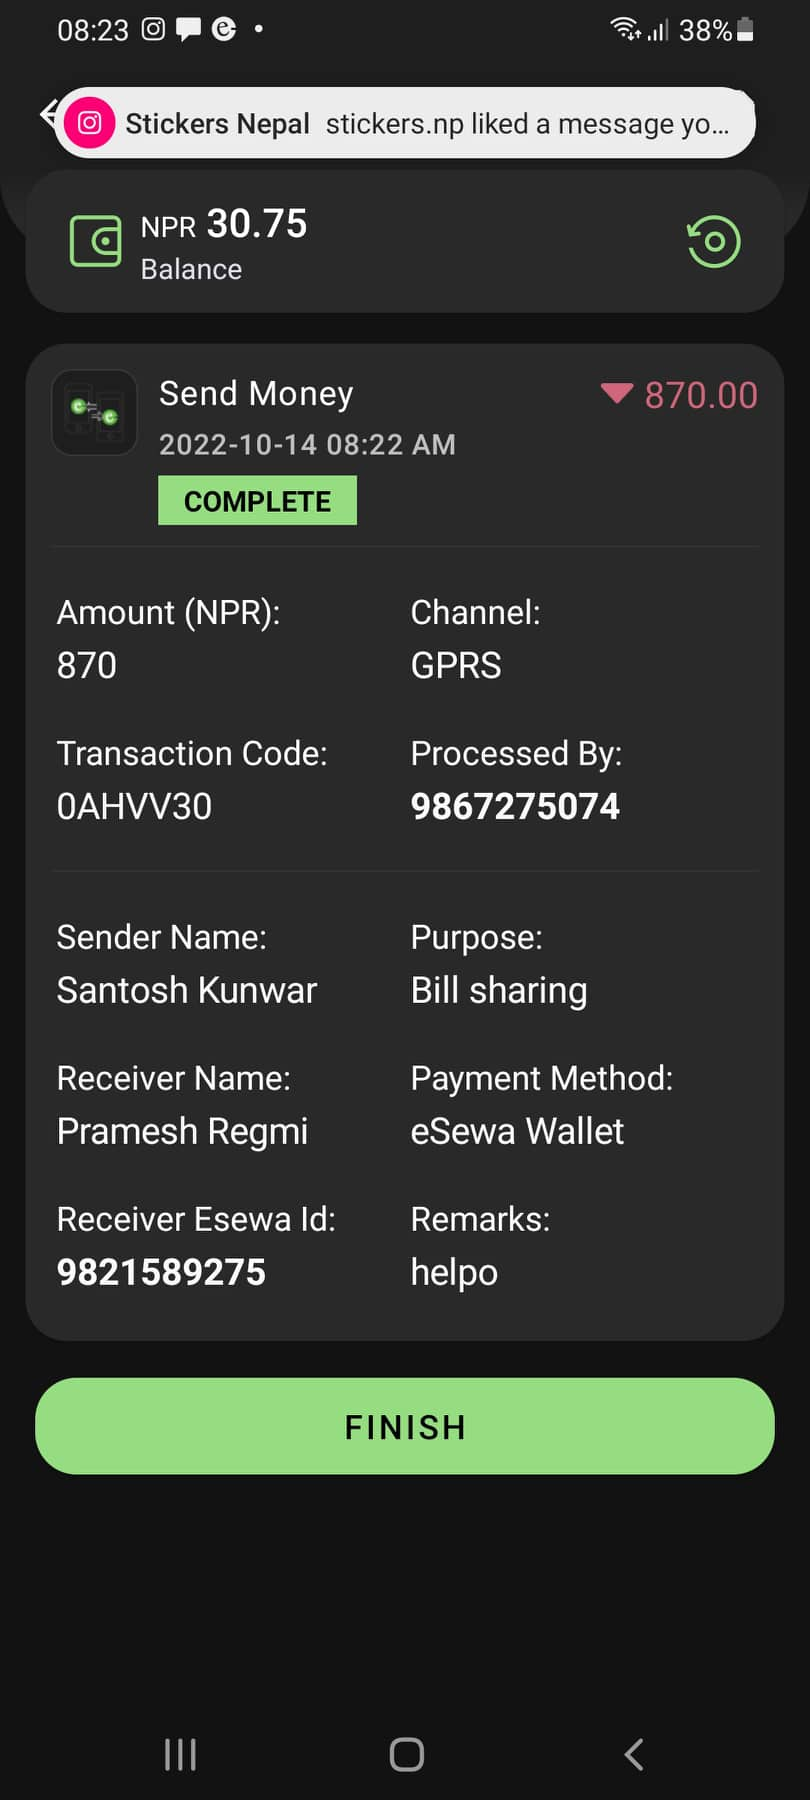 08:23
38%
Stickers Nepal stickers.np liked a message yo...
NPR 30.75
Balance
Send Money
870.00
2022-10-14 08:22 AM
COMPLETE
Amount (NPR):
870
Channel:
GPRS
Transaction Code:
0AHVV30
Processed By:
9867275074
Sender Name:
Santosh Kunwar
Purpose:
Bill sharing
Receiver Name:
Pramesh Regmi
Payment Method:
eSewa Wallet
Receiver Esewa Id:
9821589275
Remarks:
helpo
FINISH